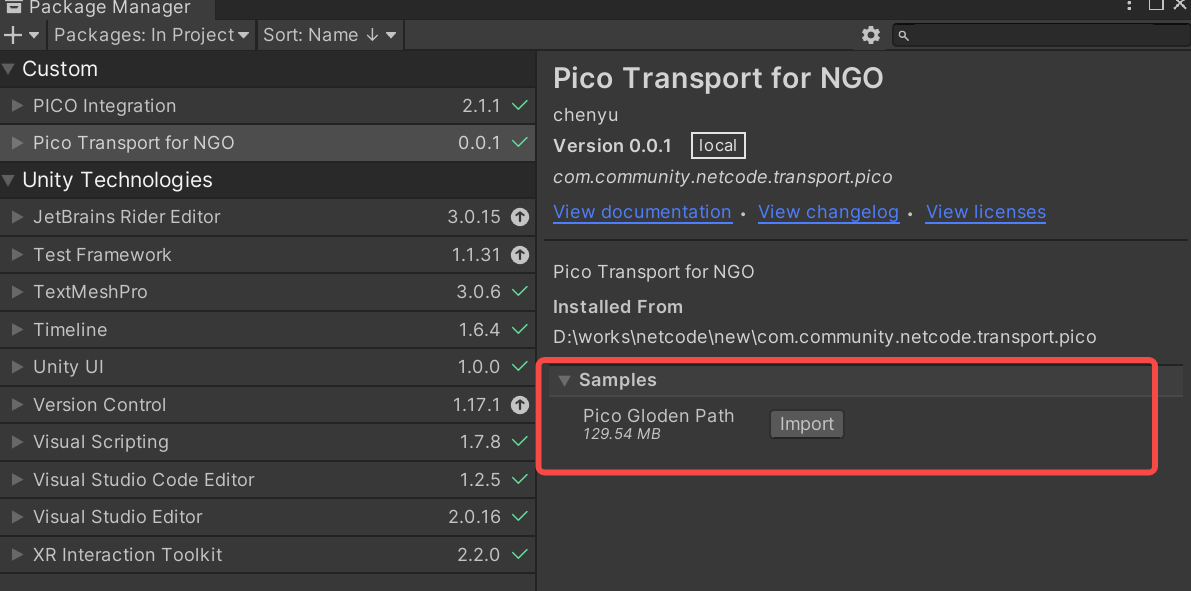 Package Manager
Packages: In Project
Sort: Name ↓
Custom
PICO Integration 2.1.1
Pico Transport for NGO 0.0.1
Unity Technologies
JetBrains Rider Editor 3.0.15
Test Framework 1.1.31
TextMeshPro 3.0.6
Timeline 1.6.4
Unity UI 1.0.0
Version Control 1.17.1
Visual Scripting 1.7.8
Visual Studio Code Editor 1.2.5
Visual Studio Editor 2.0.16
XR Interaction Toolkit 2.2.0
Pico Transport for NGO
chenyu
Version 0.0.1 local
com.community.netcode.transport.pico
View documentation • View changelog • View licenses
Pico Transport for NGO
Installed From
D:\works\netcode\new\com.community.netcode.transport.pico
Samples
Pico Gloden Path Import
129.54 MB